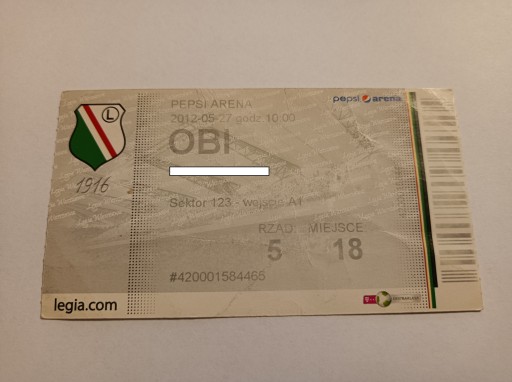 PEPSI ARENA
2012-05-27 godz 10:00
OBI
Sektor 123 - wejście A1
RZĄD: MIEJSCE:
5 18
#420001584465
pepsi arena
L
1916
legia.com
T